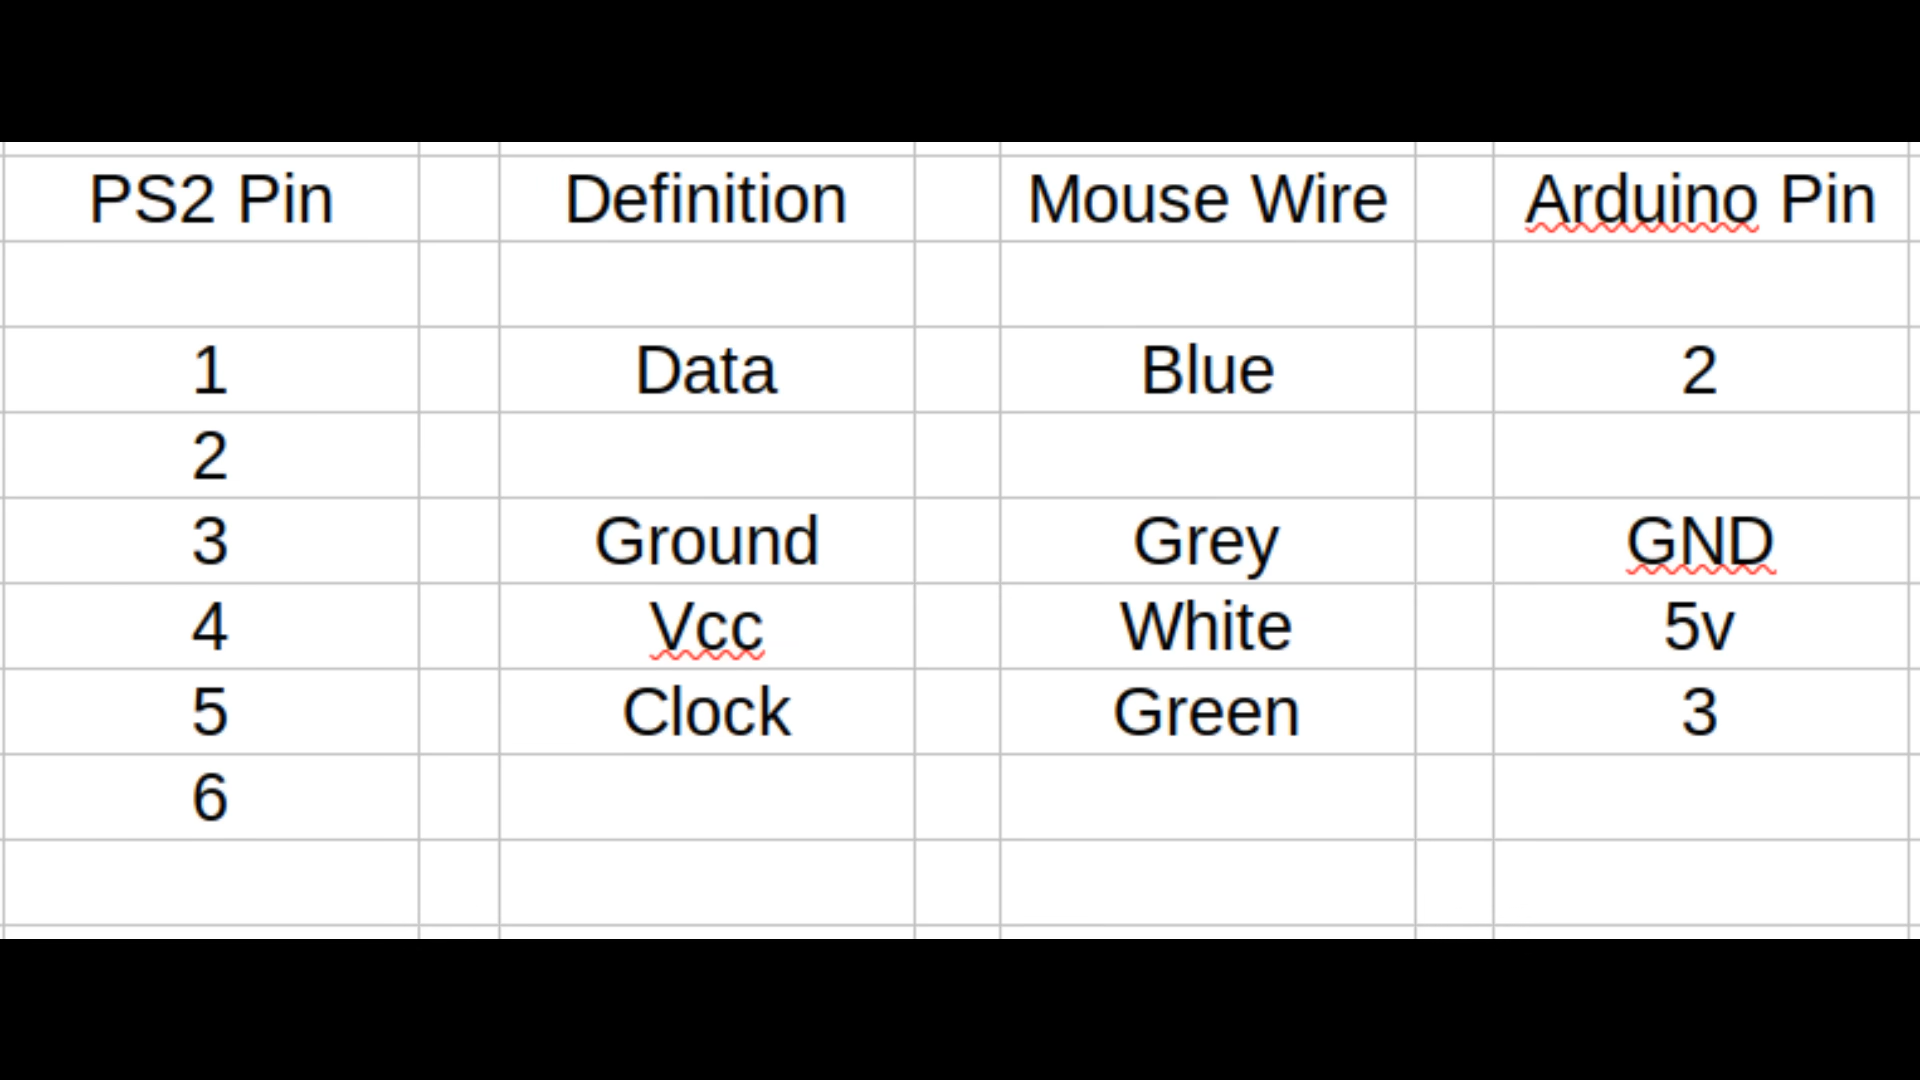 PS2 Pin Definition Mouse Wire Arduino Pin
1 Data Blue 2
2
3 Ground Grey GND
4 Vcc White 5v
5 Clock Green 3
6